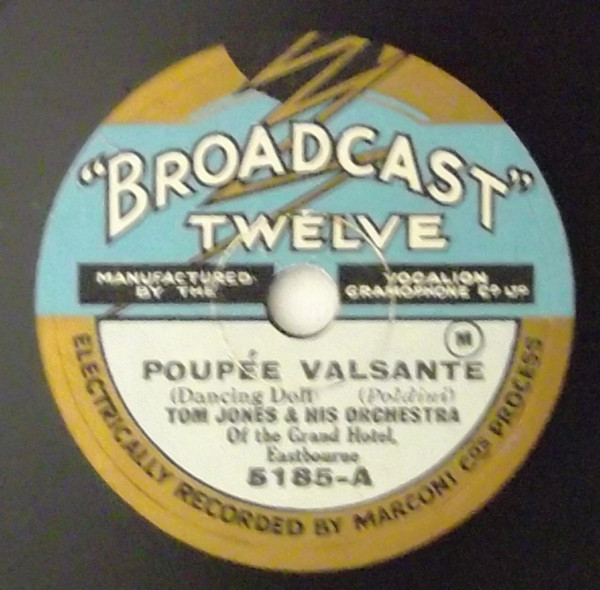 "BROADCAST"
TWELVE
MANUFACTURED BY THE
VOCALION GRAMOPHONE Cº Lᵀᴰ
M
POUPÉE VALSANTE
(Dancing Doll) (Poldini)
TOM JONES & HIS ORCHESTRA
Of the Grand Hotel,
Eastbourne
5185-A
ELECTRICALLY RECORDED BY MARCONI COS PROCESS